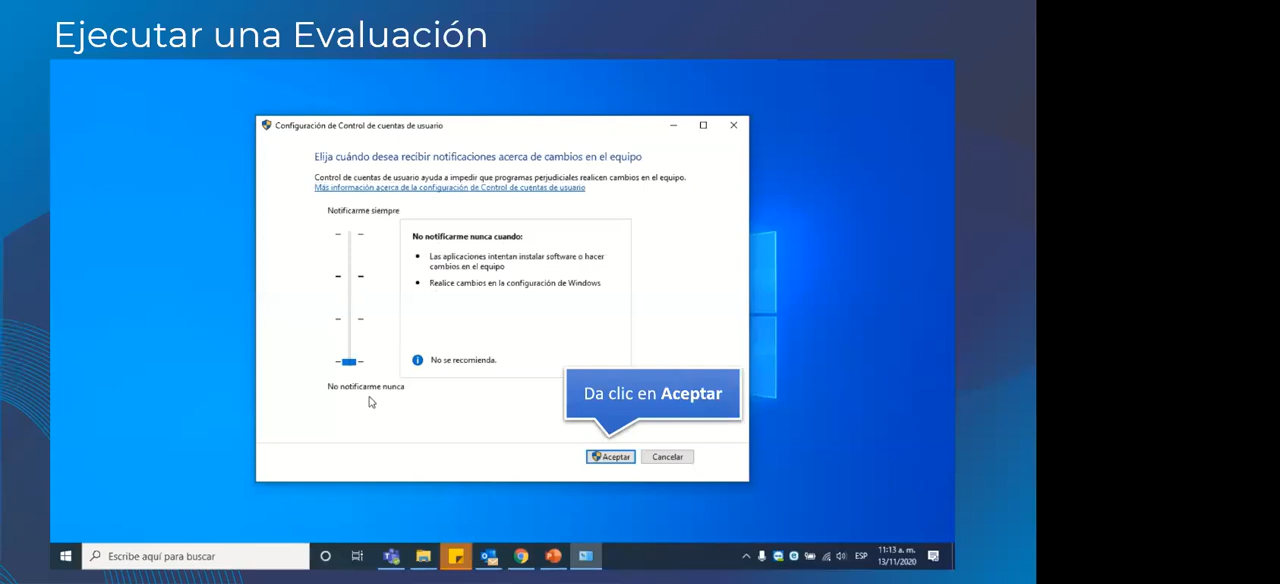 Ejecutar una Evaluación
Configuración de Control de cuentas de usuario
Elija cuándo desea recibir notificaciones acerca de cambios en el equipo
Control de cuentas de usuario ayuda a impedir que programas perjudiciales realicen cambios en el equipo.
Más información acerca de la configuración de Control de cuentas de usuario
Notificarme siempre
No notificarme nunca cuando:
• Las aplicaciones intentan instalar software o hacer
cambios en el equipo
• Realice cambios en la configuración de Windows
No se recomienda.
No notificarme nunca
Da clic en Aceptar
Aceptar
Cancelar
Escribe aquí para buscar
ESP
11:13 a. m.
13/11/2020